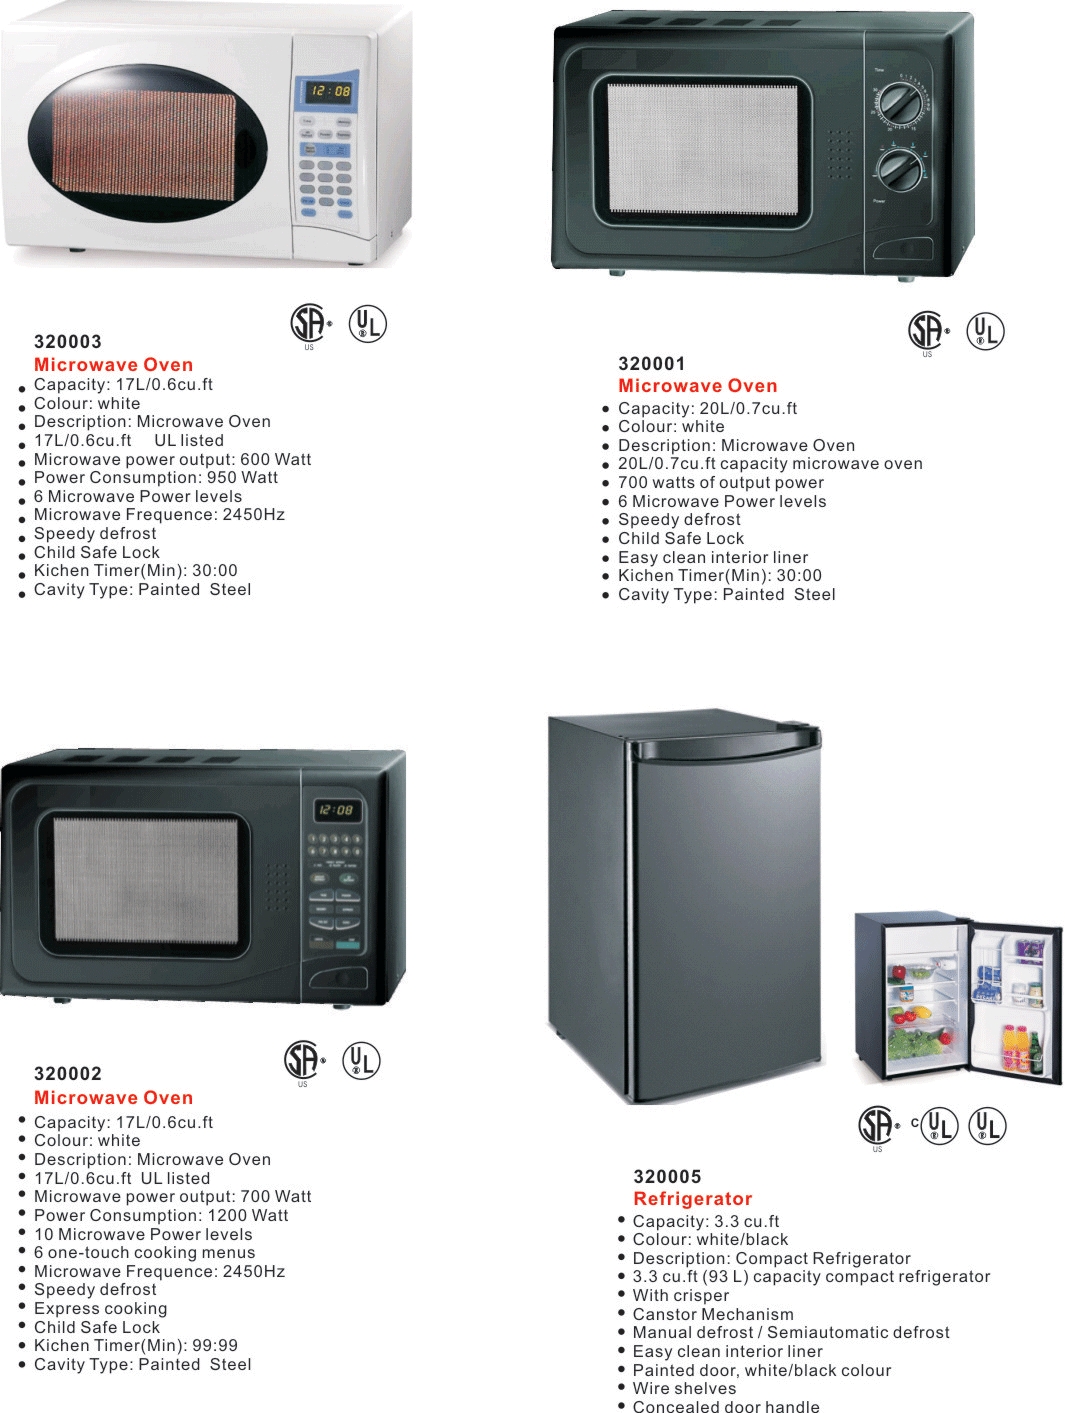 12:08
Timer
Power
SA
US
UL
320003
Microwave Oven
Capacity: 17L/0.6cu.ft
Colour: white
Description: Microwave Oven
17L/0.6cu.ft UL listed
Microwave power output: 600 Watt
Power Consumption: 950 Watt
6 Microwave Power levels
Microwave Frequence: 2450Hz
Speedy defrost
Child Safe Lock
Kichen Timer(Min): 30:00
Cavity Type: Painted Steel
SA
US
UL
320001
Microwave Oven
Capacity: 20L/0.7cu.ft
Colour: white
Description: Microwave Oven
20L/0.7cu.ft capacity microwave oven
700 watts of output power
6 Microwave Power levels
Speedy defrost
Child Safe Lock
Easy clean interior liner
Kichen Timer(Min): 30:00
Cavity Type: Painted Steel
12:08
SA
US
UL
320002
Microwave Oven
Capacity: 17L/0.6cu.ft
Colour: white
Description: Microwave Oven
17L/0.6cu.ft UL listed
Microwave power output: 700 Watt
Power Consumption: 1200 Watt
10 Microwave Power levels
6 one-touch cooking menus
Microwave Frequence: 2450Hz
Speedy defrost
Express cooking
Child Safe Lock
Kichen Timer(Min): 99:99
Cavity Type: Painted Steel
SA
US
C UL
UL
320005
Refrigerator
Capacity: 3.3 cu.ft
Colour: white/black
Description: Compact Refrigerator
3.3 cu.ft (93 L) capacity compact refrigerator
With crisper
Canstor Mechanism
Manual defrost / Semiautomatic defrost
Easy clean interior liner
Painted door, white/black colour
Wire shelves
Concealed door handle